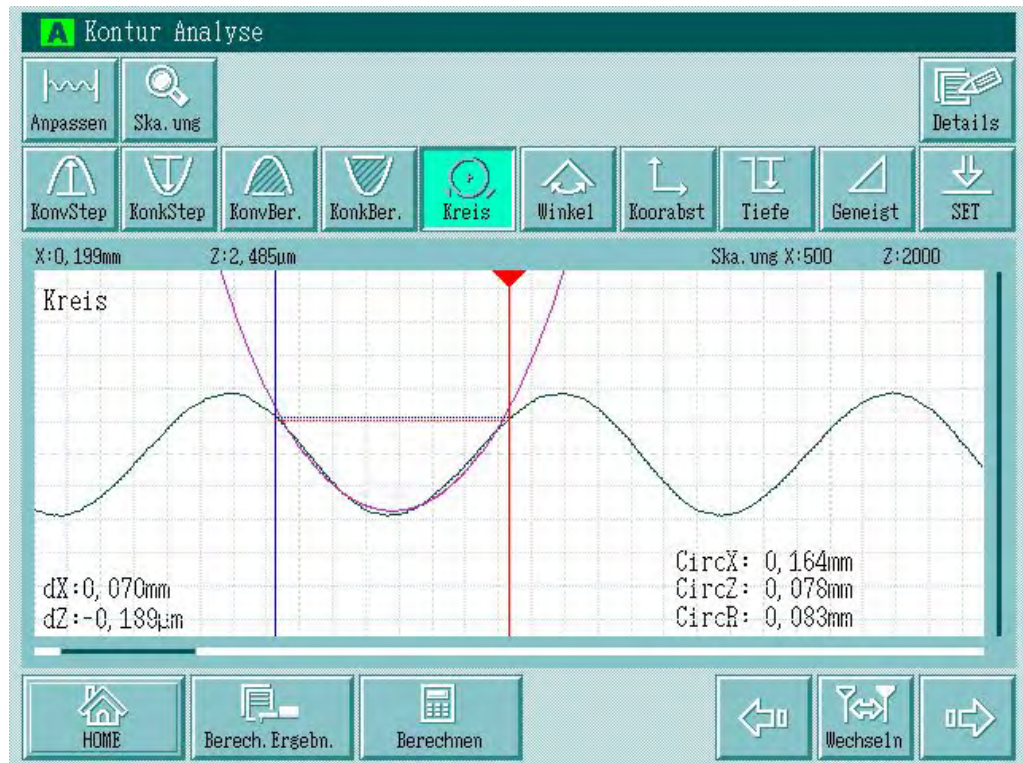 A Kontur Analyse
Anpassen Ska.ung Details
KonvStep KonkStep KonvBer. KonkBer. Kreis Winkel Koorabst Tiefe Geneigt SET
X:0,199mm Z:2,485µm Ska.ung X:500 Z:2000
Kreis
CircX: 0,164mm
dX:0,070mm CircZ: 0,078mm
dZ:-0,189µm CircR: 0,083mm
HOME Berech.Ergebn. Berechnen Wechseln